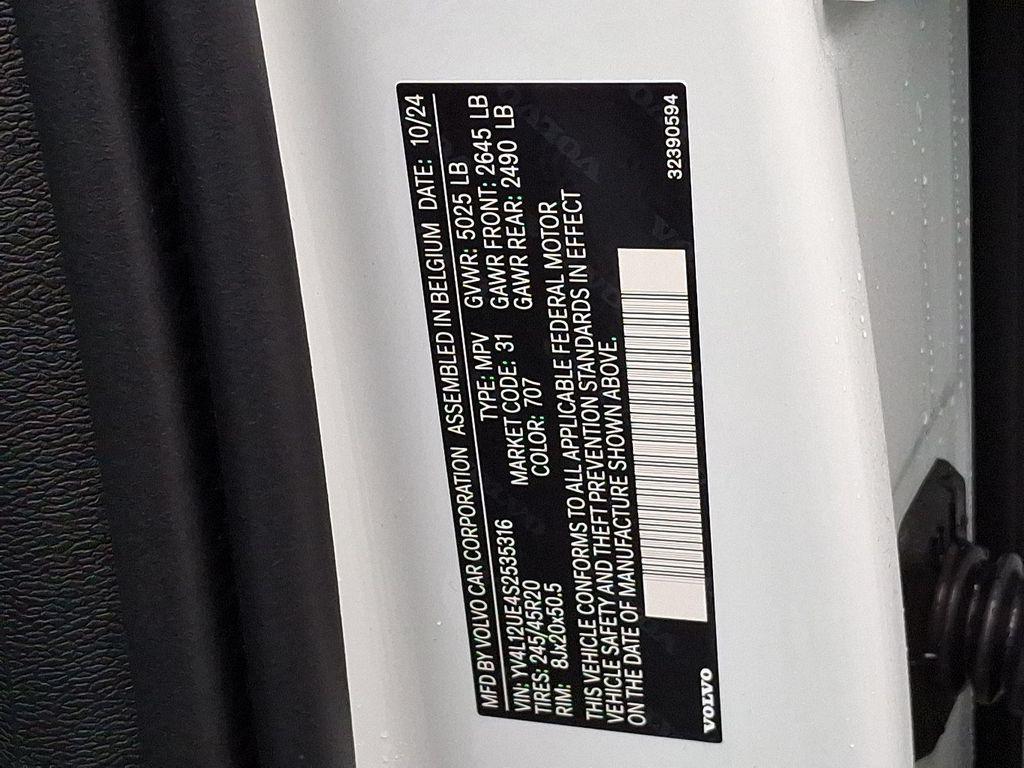 MFD BY VOLVO CAR CORPORATION ASSEMBLED IN BELGIUM DATE: 10/24
VIN: YV4L12UE4S2535316 TYPE: MPV GVWR: 5025 LB
TIRES: 245/45R20 MARKET CODE: 31 GAWR FRONT: 2645 LB
RIM: 8Jx20x50.5 COLOR: 707 GAWR REAR: 2490 LB
THIS VEHICLE CONFORMS TO ALL APPLICABLE FEDERAL MOTOR
VEHICLE SAFETY AND THEFT PREVENTION STANDARDS IN EFFECT
ON THE DATE OF MANUFACTURE SHOWN ABOVE.
VOLVO 32390594